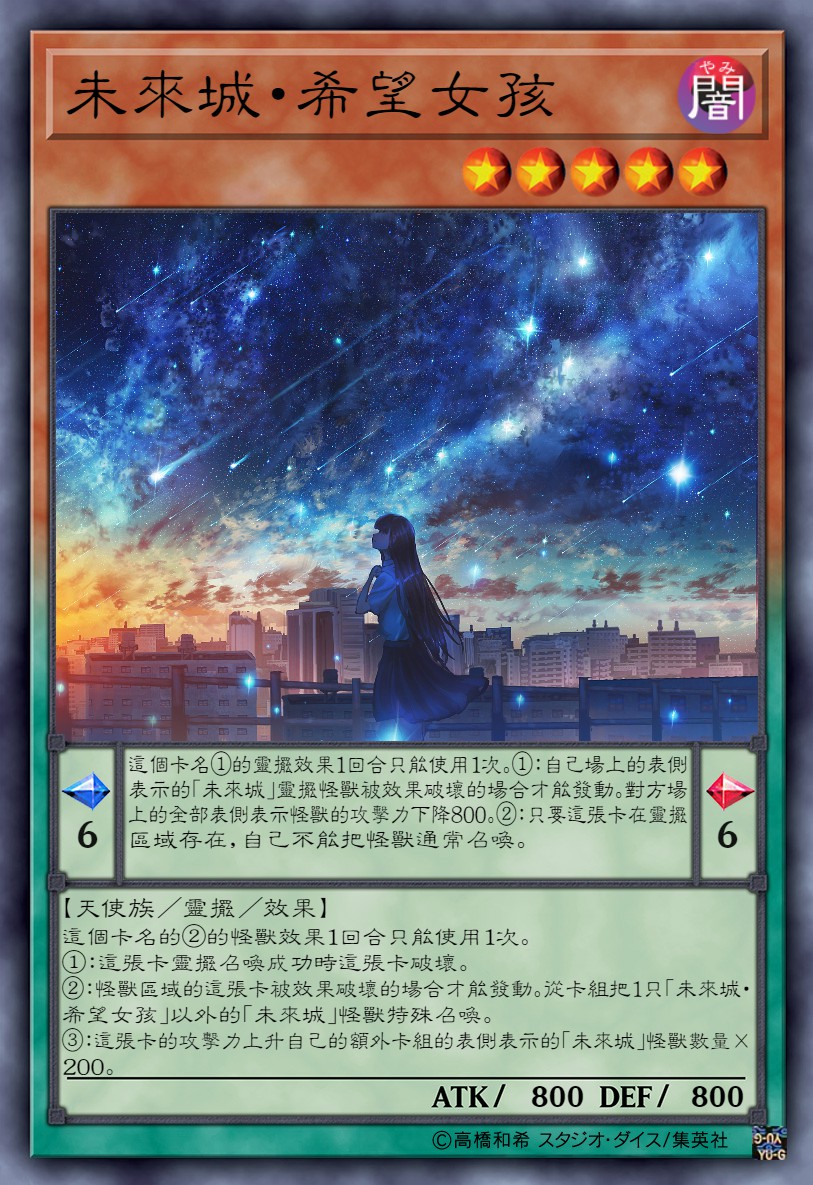 未來城・希望女孩
やみ
闇
這個卡名①的靈擺效果1回合只能使用1次。①：自己場上的表側
表示的「未來城」靈擺怪獸被效果破壞的場合才能發動。對方場
上的全部表側表示怪獸的攻擊力下降800。②：只要這張卡在靈擺
區域存在，自己不能把怪獸通常召喚。
6
6
【天使族／靈擺／效果】
這個卡名的②的怪獸效果1回合只能使用1次。
①：這張卡靈擺召喚成功時這張卡破壞。
②：怪獸區域的這張卡被效果破壞的場合才能發動。從卡組把1只「未來城・
希望女孩」以外的「未來城」怪獸特殊召喚。
③：這張卡的攻擊力上升自己的額外卡組的表側表示的「未來城」怪獸數量×
200。
ATK/ 800 DEF/ 800
©高橋和希 スタジオ・ダイス/集英社